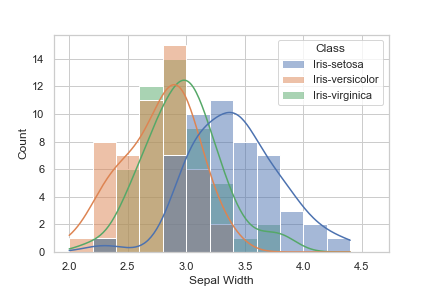 Class
Iris-setosa
Iris-versicolor
Iris-virginica
14
12
10
8
6
4
2
0
Count
2.0 2.5 3.0 3.5 4.0 4.5
Sepal Width